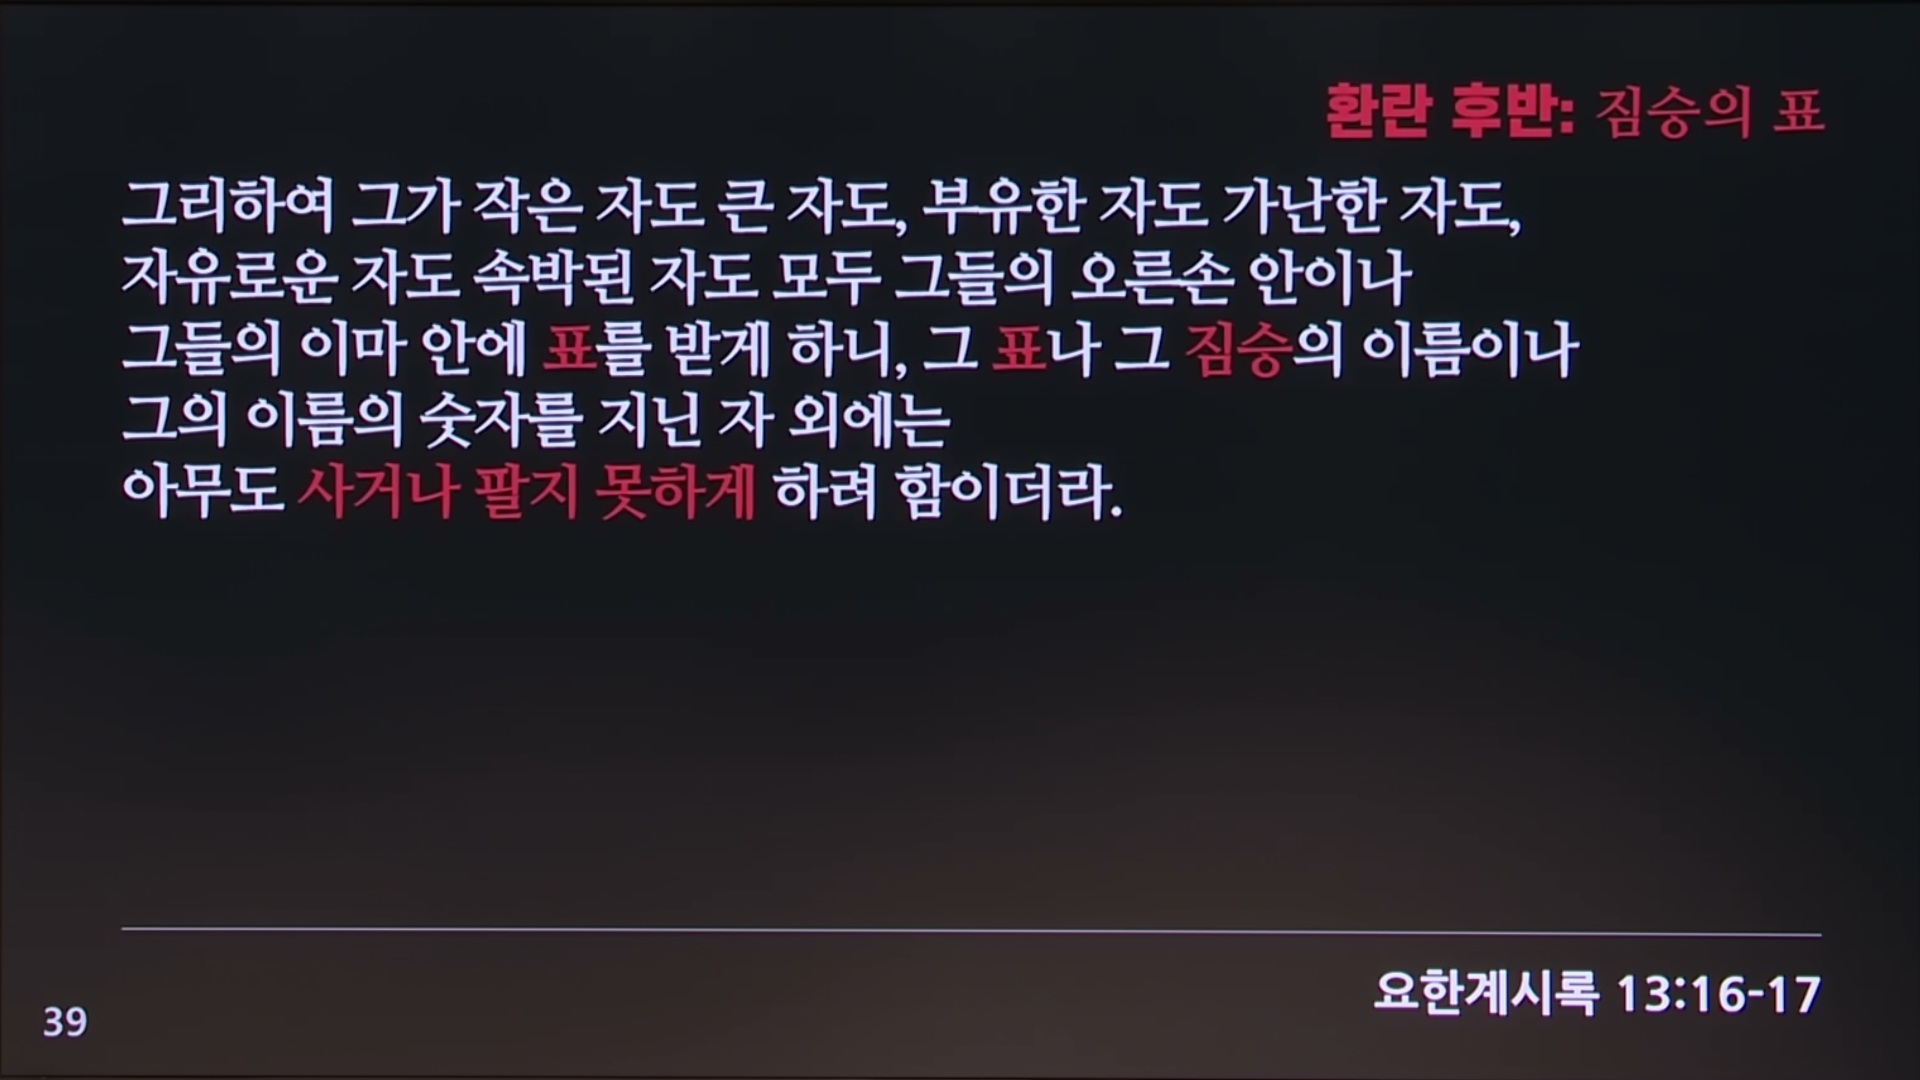 환란 후반: 짐승의 표
그리하여 그가 작은 자도 큰 자도, 부유한 자도 가난한 자도,
자유로운 자도 속박된 자도 모두 그들의 오른손 안이나
그들의 이마 안에 표를 받게 하니, 그 표나 그 짐승의 이름이나
그의 이름의 숫자를 지닌 자 외에는
아무도 사거나 팔지 못하게 하려 함이더라.
요한계시록 13:16-17
39